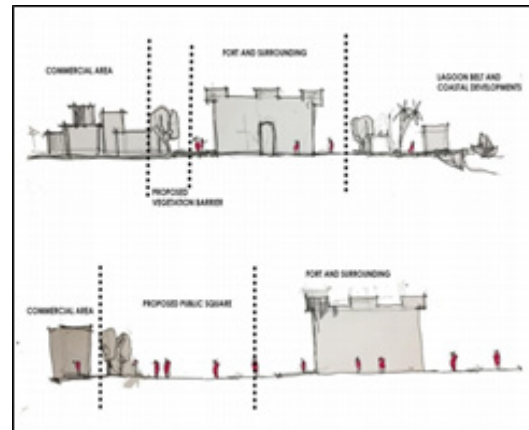 FORT AND SURROUNDING
COMMERCIAL AREA
LAGOON BELT AND
COASTAL DEVELOPMENTS
PROPOSED
VEGETATION BARRIER
FORT AND SURROUNDING
PROPOSED PUBLIC SQUARE
COMMERCIAL AREA